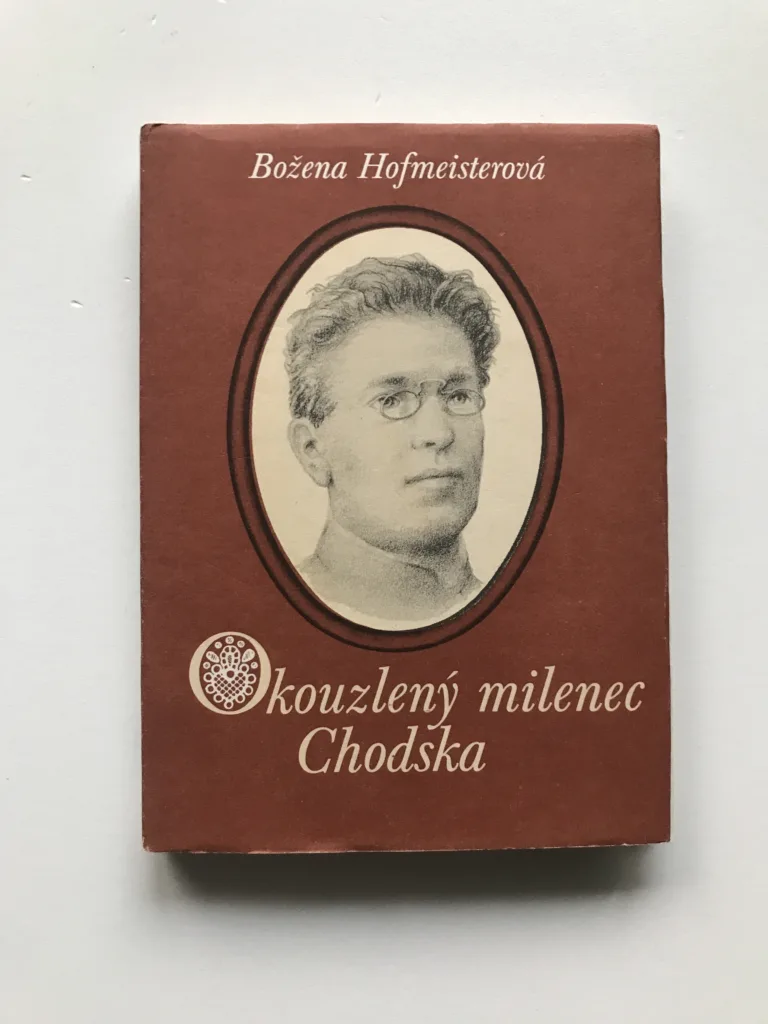 Božena Hofmeisterová
Okouzlený milenec
Chodska